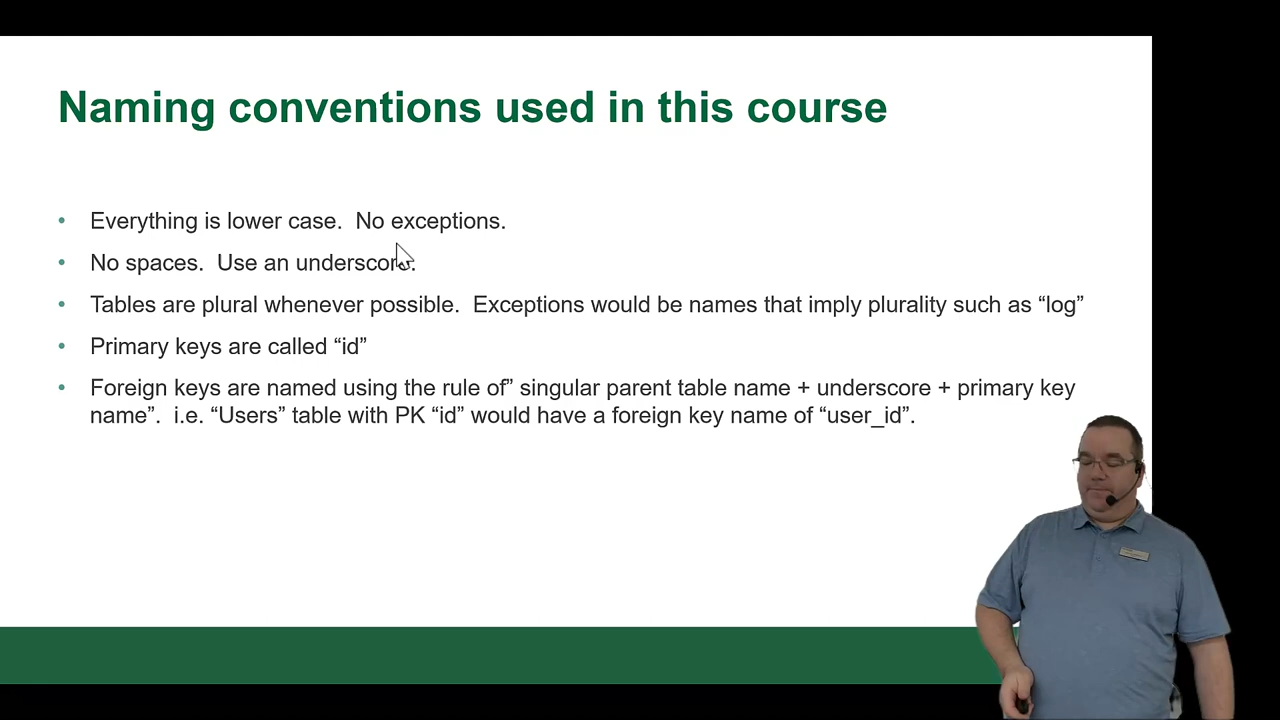 Naming conventions used in this course
• Everything is lower case.  No exceptions.
• No spaces.  Use an underscore.
• Tables are plural whenever possible.  Exceptions would be names that imply plurality such as “log”
• Primary keys are called “id”
• Foreign keys are named using the rule of” singular parent table name + underscore + primary key
name”.  i.e. “Users” table with PK “id” would have a foreign key name of “user_id”.